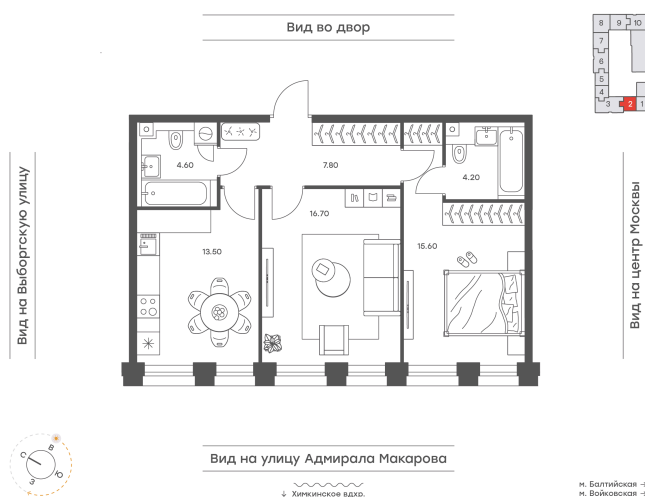 Вид во двор
8 9 10
7
6
5
4
3 2 1
4.60
7.80
4.20
16.70
13.50
15.60
Вид на Выборгскую улицу
Вид на центр Москвы
Вид на улицу Адмирала Макарова
↓ Химкинское вдхр.
С В Ю З
м. Балтийская
м. Войковская